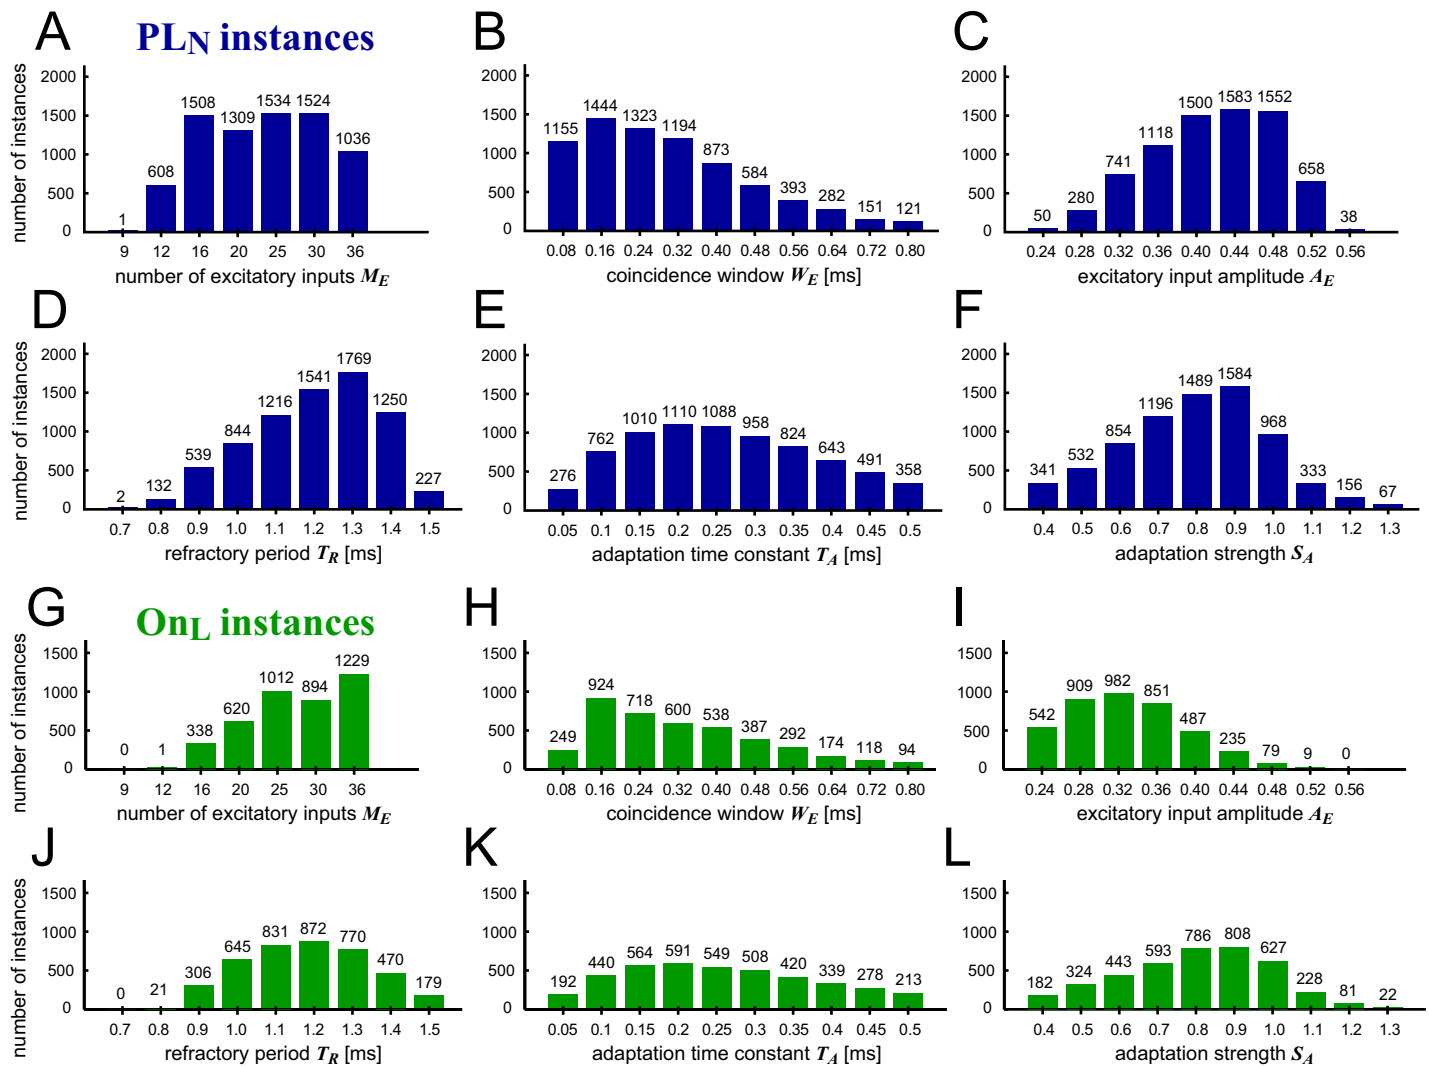 A PLN instances B C
number of instances
2000
1500
1000
500
0
1 608 1508 1309 1534 1524 1036
9 12 16 20 25 30 36
number of excitatory inputs ME
2000
1500
1000
500
0
1155 1444 1323 1194 873 584 393 282 151 121
0.08 0.16 0.24 0.32 0.40 0.48 0.56 0.64 0.72 0.80
coincidence window WE [ms]
2000
1500
1000
500
0
50 280 741 1118 1500 1583 1552 658 38
0.24 0.28 0.32 0.36 0.40 0.44 0.48 0.52 0.56
excitatory input amplitude AE
D E F
number of instances
2000
1500
1000
500
0
2 132 539 844 1216 1541 1769 1250 227
0.7 0.8 0.9 1.0 1.1 1.2 1.3 1.4 1.5
refractory period TR [ms]
2000
1500
1000
500
0
276 762 1010 1110 1088 958 824 643 491 358
0.05 0.1 0.15 0.2 0.25 0.3 0.35 0.4 0.45 0.5
adaptation time constant TA [ms]
2000
1500
1000
500
0
341 532 854 1196 1489 1584 968 333 156 67
0.4 0.5 0.6 0.7 0.8 0.9 1.0 1.1 1.2 1.3
adaptation strength SA
G OnL instances H I
number of instances
1500
1000
500
0
0 1 338 620 1012 894 1229
9 12 16 20 25 30 36
number of excitatory inputs ME
1500
1000
500
0
249 924 718 600 538 387 292 174 118 94
0.08 0.16 0.24 0.32 0.40 0.48 0.56 0.64 0.72 0.80
coincidence window WE [ms]
1500
1000
500
0
542 909 982 851 487 235 79 9 0
0.24 0.28 0.32 0.36 0.40 0.44 0.48 0.52 0.56
excitatory input amplitude AE
J K L
number of instances
1500
1000
500
0
0 21 306 645 831 872 770 470 179
0.7 0.8 0.9 1.0 1.1 1.2 1.3 1.4 1.5
refractory period TR [ms]
1500
1000
500
0
192 440 564 591 549 508 420 339 278 213
0.05 0.1 0.15 0.2 0.25 0.3 0.35 0.4 0.45 0.5
adaptation time constant TA [ms]
1500
1000
500
0
182 324 443 593 786 808 627 228 81 22
0.4 0.5 0.6 0.7 0.8 0.9 1.0 1.1 1.2 1.3
adaptation strength SA